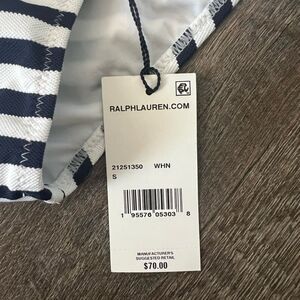 RALPHLAUREN.COM
21251350 WHN
S
1 95576 05303 8
MANUFACTURER'S
SUGGESTED RETAIL
$70.00